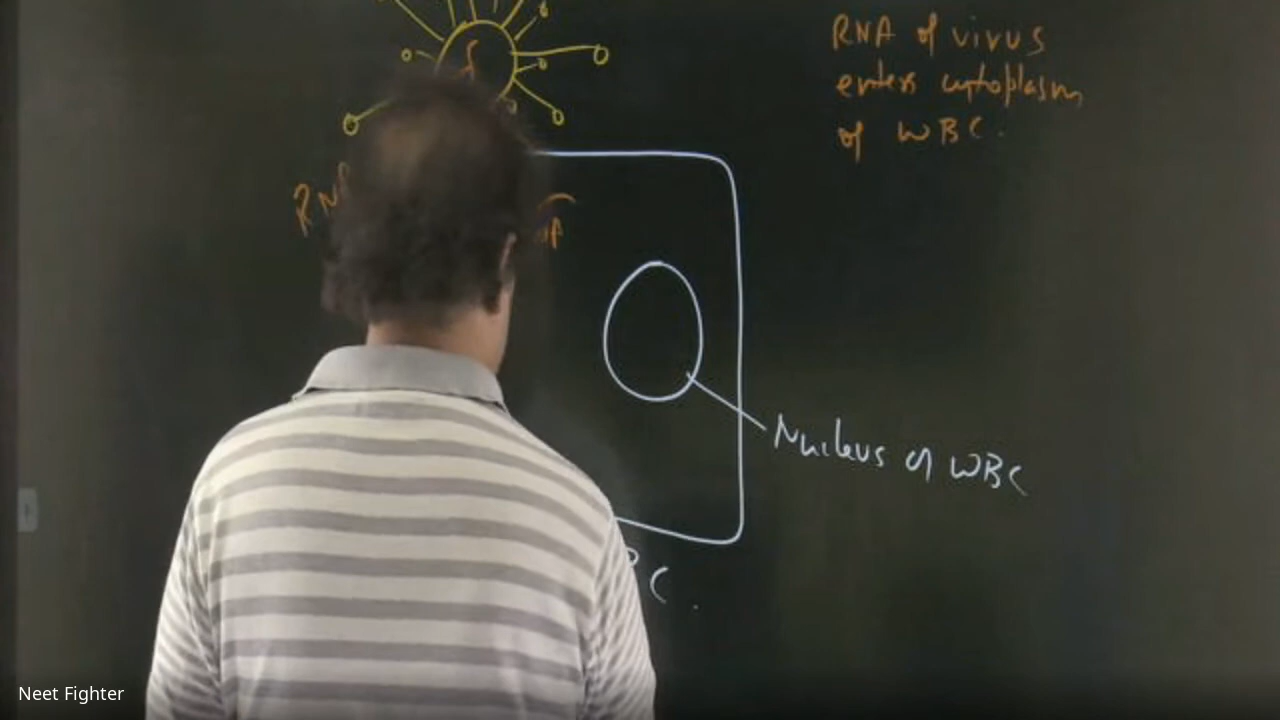 RNA of virus
enters cytoplasm
of WBC.
Nucleus of WBC
Neet Fighter